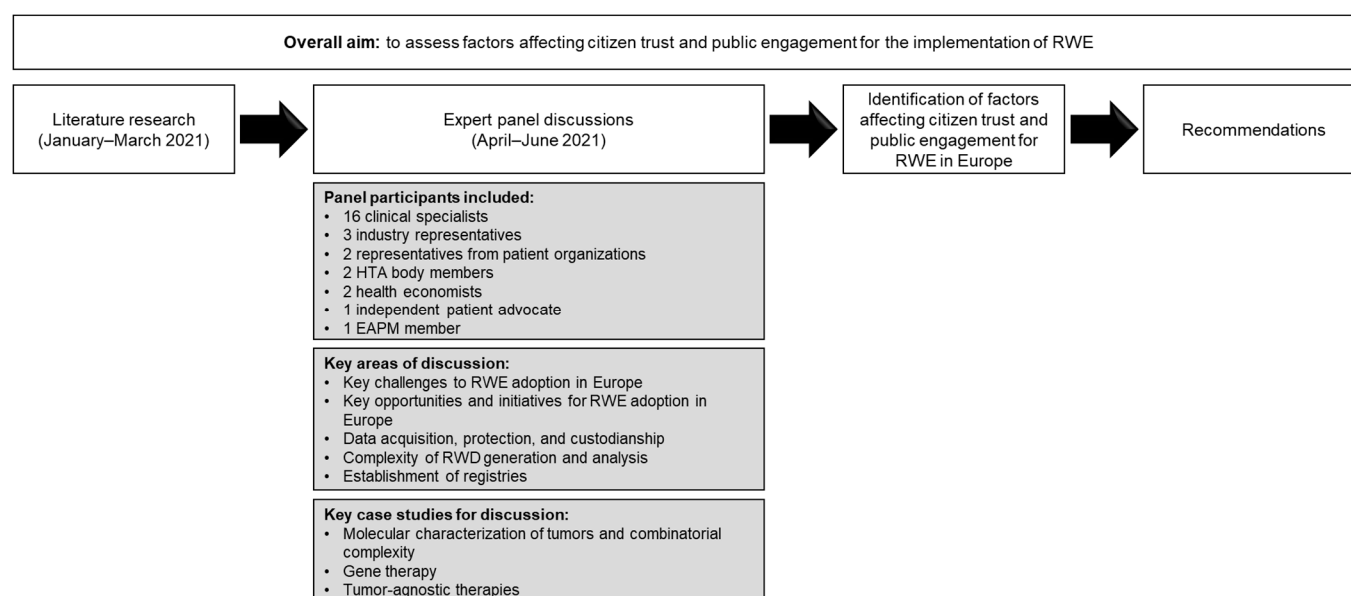 Overall aim: to assess factors affecting citizen trust and public engagement for the implementation of RWE
Literature research
(January–March 2021)
Expert panel discussions
(April–June 2021)
Identification of factors
affecting citizen trust and
public engagement for
RWE in Europe
Recommendations
Panel participants included:
• 16 clinical specialists
• 3 industry representatives
• 2 representatives from patient organizations
• 2 HTA body members
• 2 health economists
• 1 independent patient advocate
• 1 EAPM member
Key areas of discussion:
• Key challenges to RWE adoption in Europe
• Key opportunities and initiatives for RWE adoption in
Europe
• Data acquisition, protection, and custodianship
• Complexity of RWD generation and analysis
• Establishment of registries
Key case studies for discussion:
• Molecular characterization of tumors and combinatorial
complexity
• Gene therapy
• Tumor-agnostic therapies